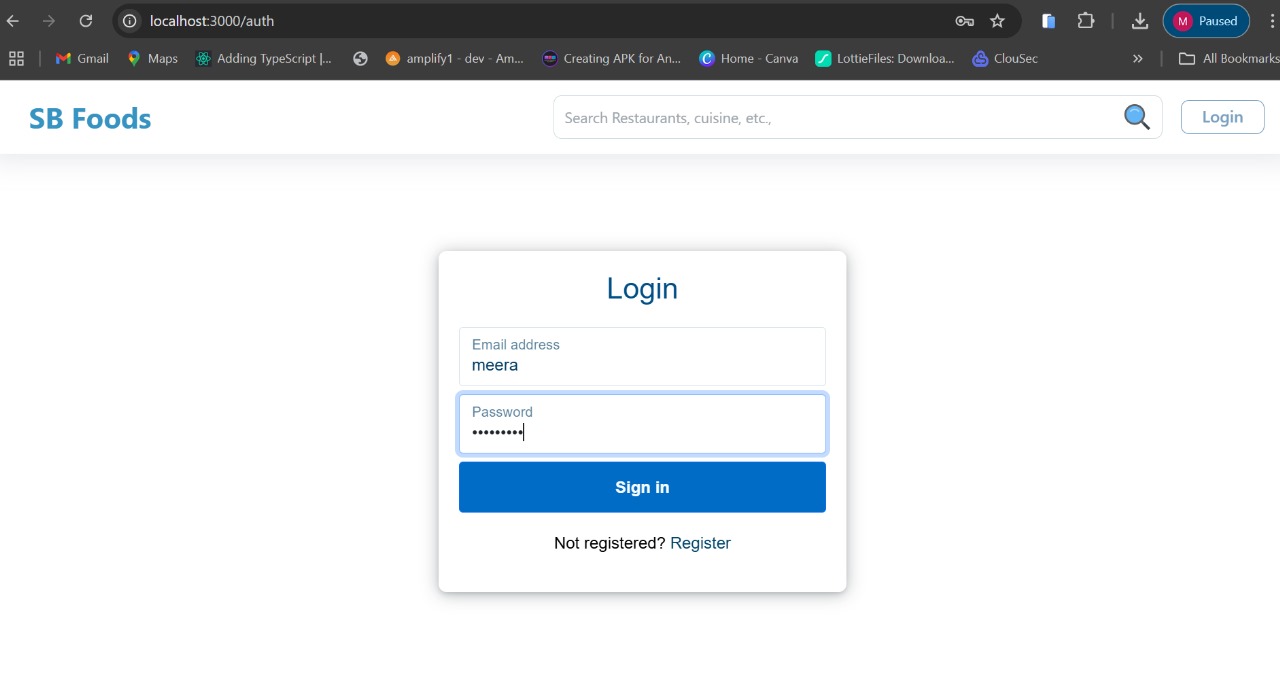 localhost:3000/auth
M Paused
Gmail Maps Adding TypeScript |... amplify1 - dev - Am... Creating APK for An... Home - Canva LottieFiles: Downloa... ClouSec » All Bookmarks
SB Foods
Search Restaurants, cuisine, etc.,
Login
Login
Email address
meera
Password
•••••••••
Sign in
Not registered? Register